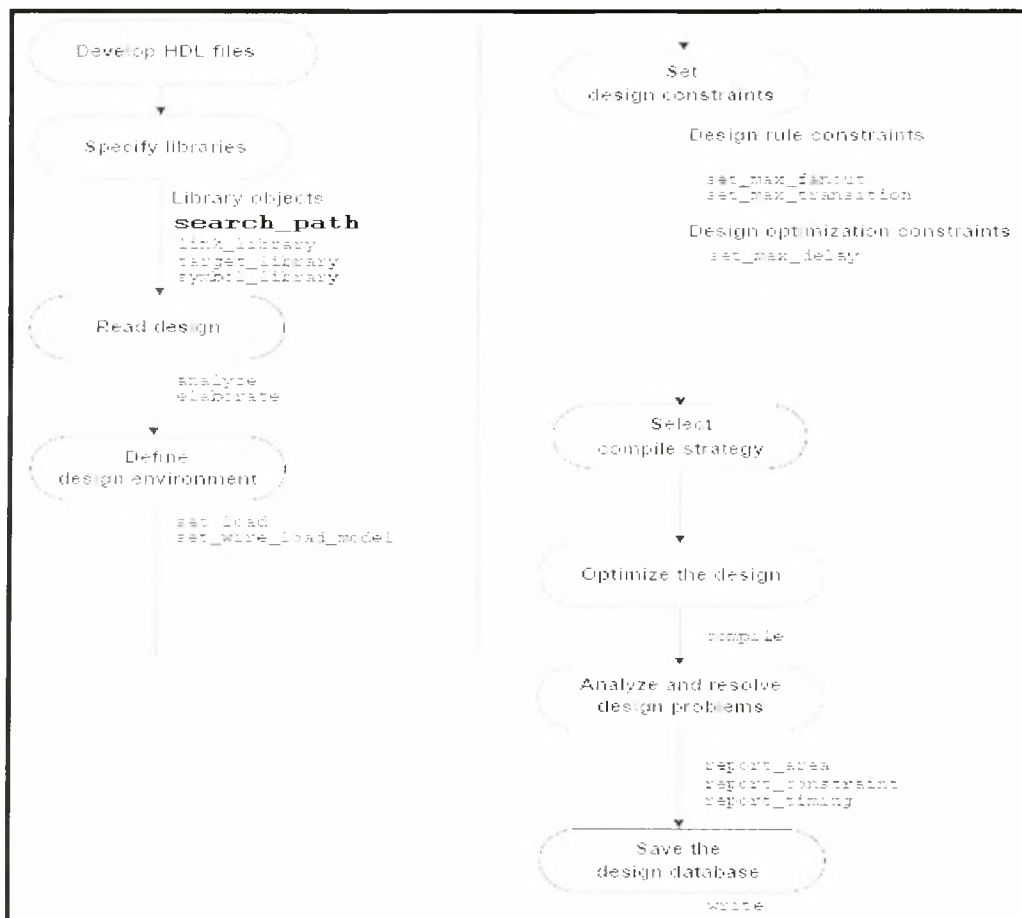 Develop HDL files
Specify libraries
Library objects
search_path
link_library
target_library
symbol_library
Read design
analyze
elaborate
Define
design environment
set_load
set_wire_load_model
Set
design constraints
Design rule constraints
set_max_fanout
set_max_transition
Design optimization constraints
set_max_delay
Select
compile strategy
Optimize the design
compile
Analyze and resolve
design problems
report_area
report_constraint
report_timing
Save the
design database
write